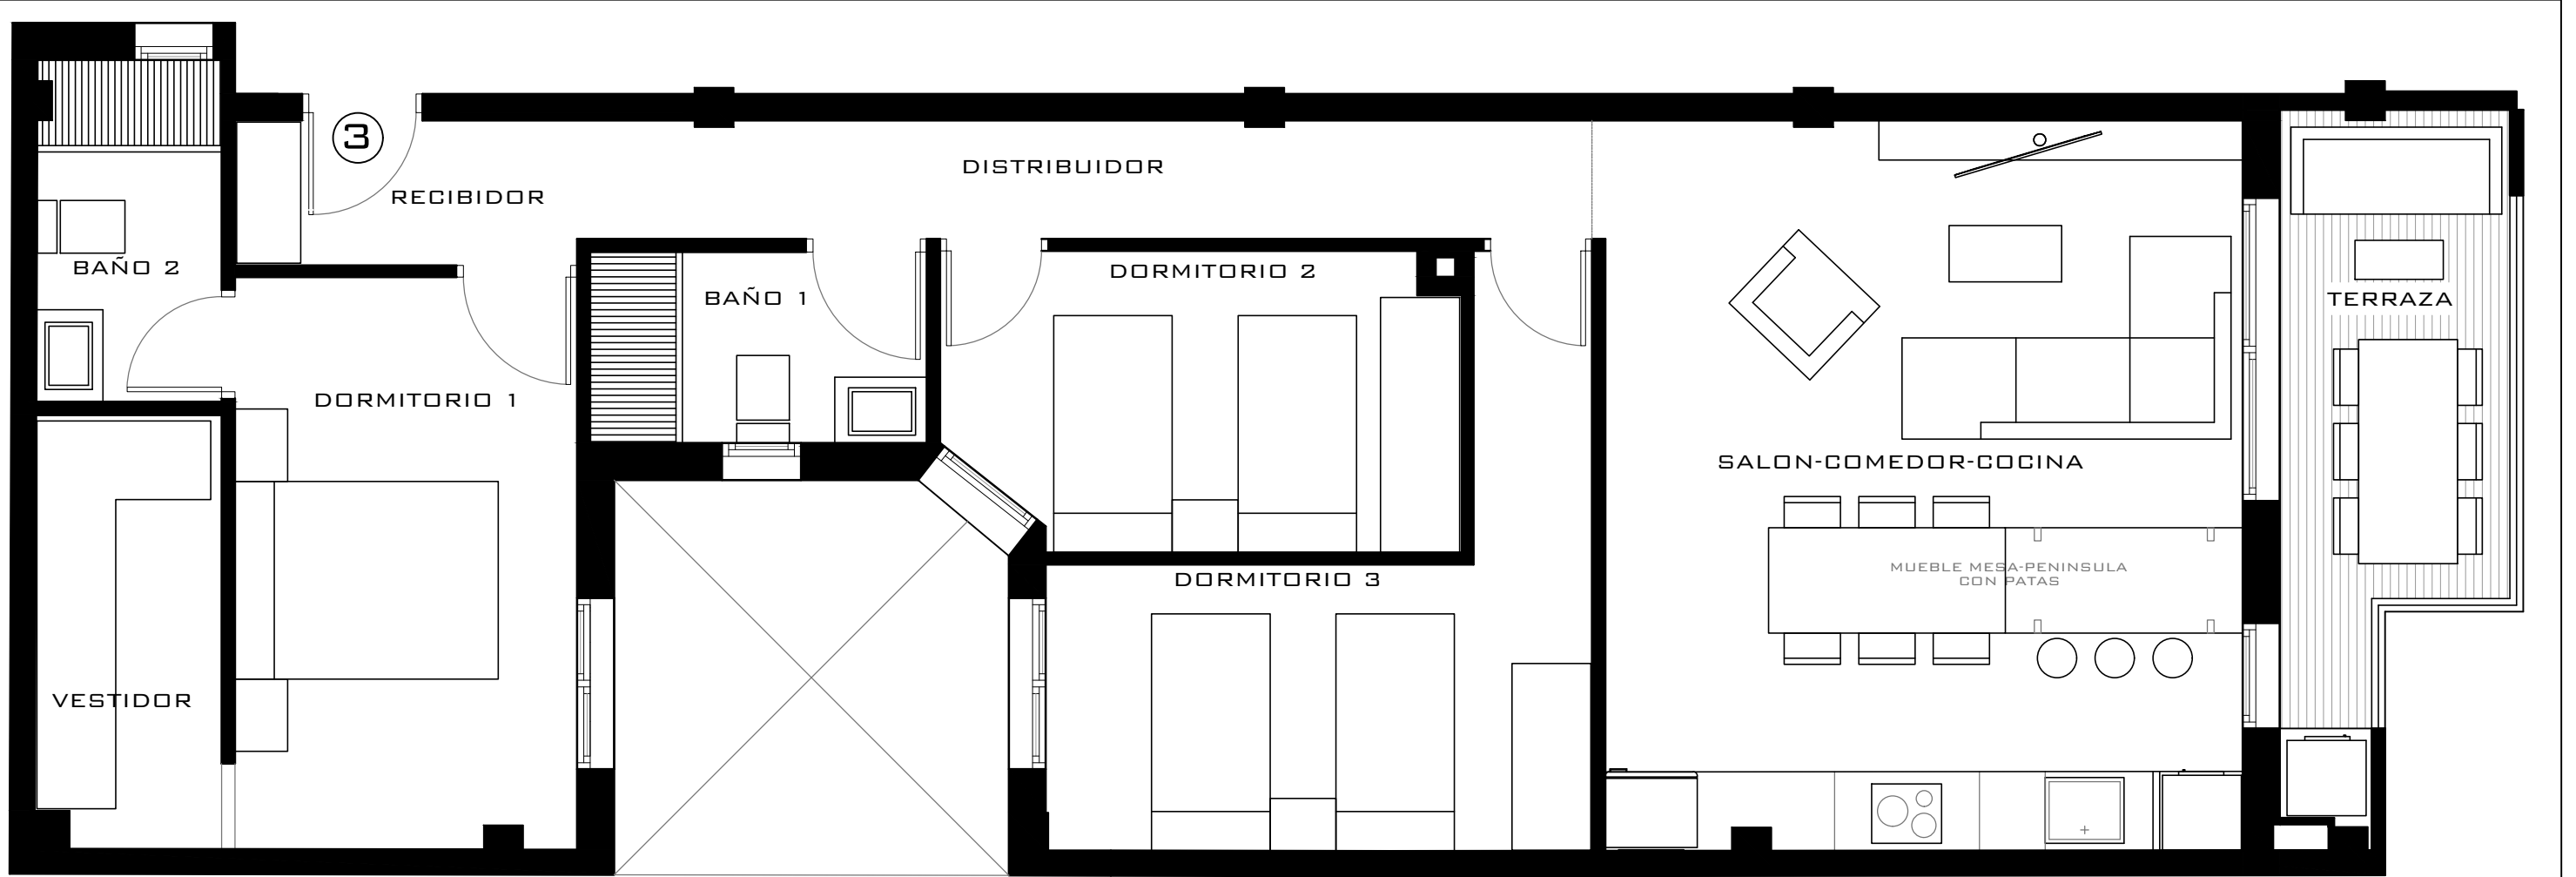 3
RECIBIDOR
DISTRIBUIDOR
BAÑO 2
BAÑO 1
DORMITORIO 2
TERRAZA
DORMITORIO 1
SALON-COMEDOR-COCINA
MUEBLE MESA-PENINSULA
CON PATAS
DORMITORIO 3
VESTIDOR